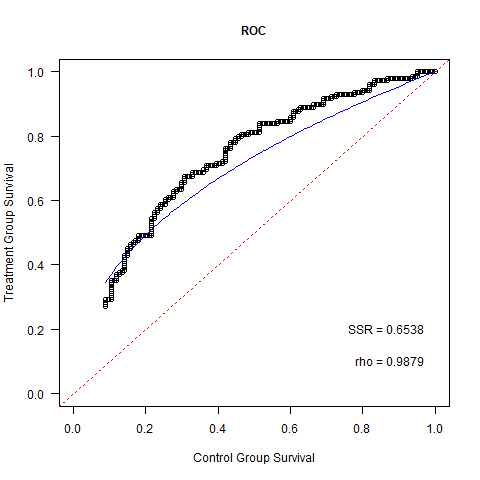 ROC
Treatment Group Survival
1.0
0.8
0.6
0.4
0.2
0.0
SSR = 0.6538
rho = 0.9879
0.0 0.2 0.4 0.6 0.8 1.0
Control Group Survival